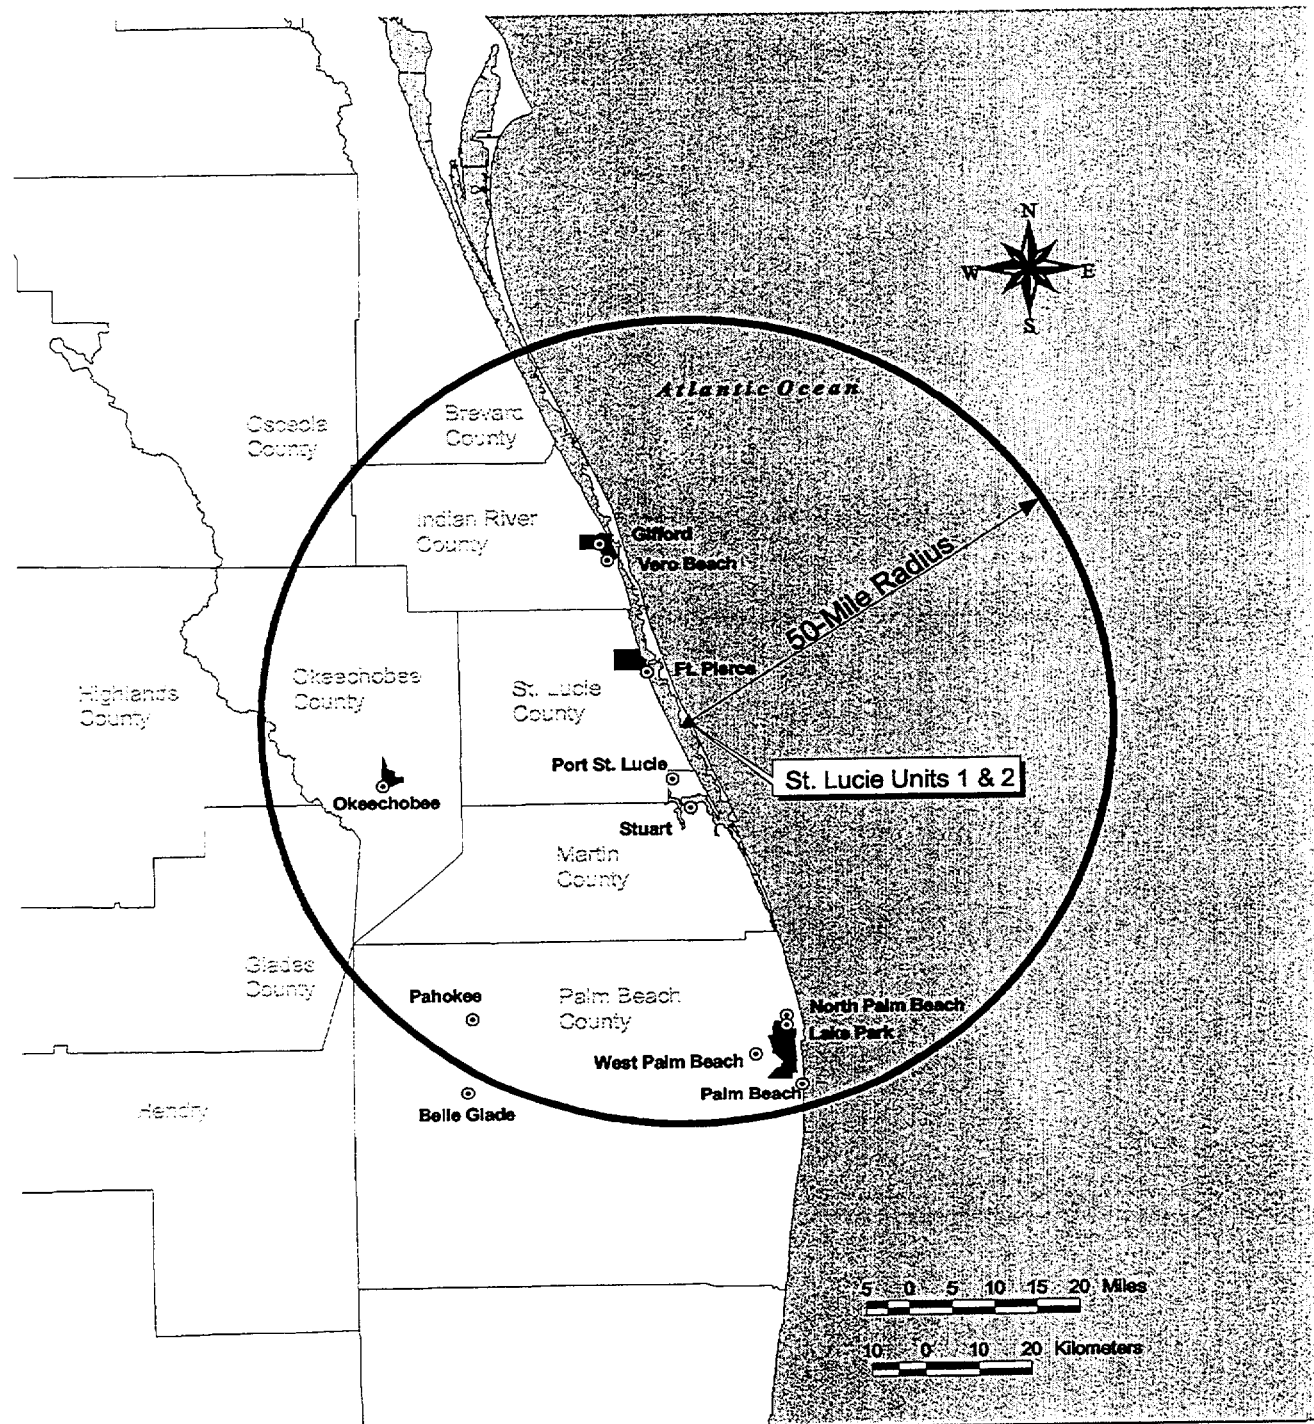 N
W E
S
Atlantic Ocean
Osceola
County
Brevard
County
Indian River
County
Gifford
Vero Beach
50-Mile Radius
Ft. Pierce
Highlands
County
Okeechobee
County
St. Lucie
County
Port St. Lucie
St. Lucie Units 1 & 2
Okeechobee
Stuart
Martin
County
Glades
County
Pahokee
Palm Beach
County
North Palm Beach
Lake Park
West Palm Beach
Palm Beach
Hendry
Belle Glade
5 0 5 10 15 20 Miles
10 0 10 20 Kilometers